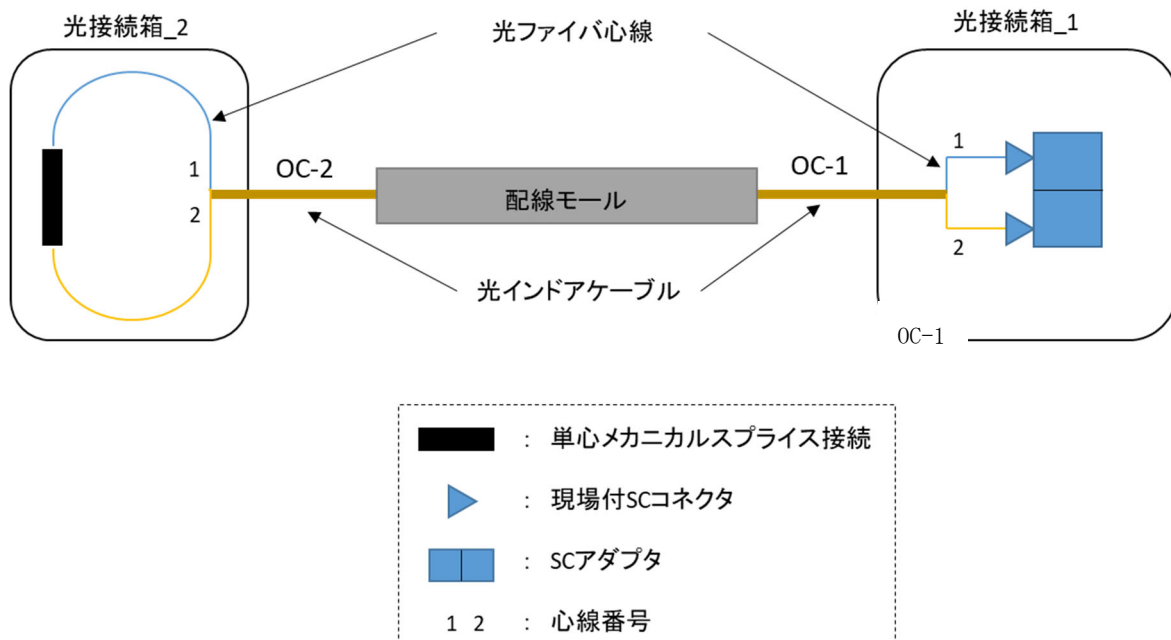 光接続箱_2
光ファイバ心線
光接続箱_1
1
2
OC-2
配線モール
OC-1
1
2
光インドアケーブル
OC-1
： 単心メカニカルスプライス接続
： 現場付SCコネクタ
： SCアダプタ
1 2 ： 心線番号